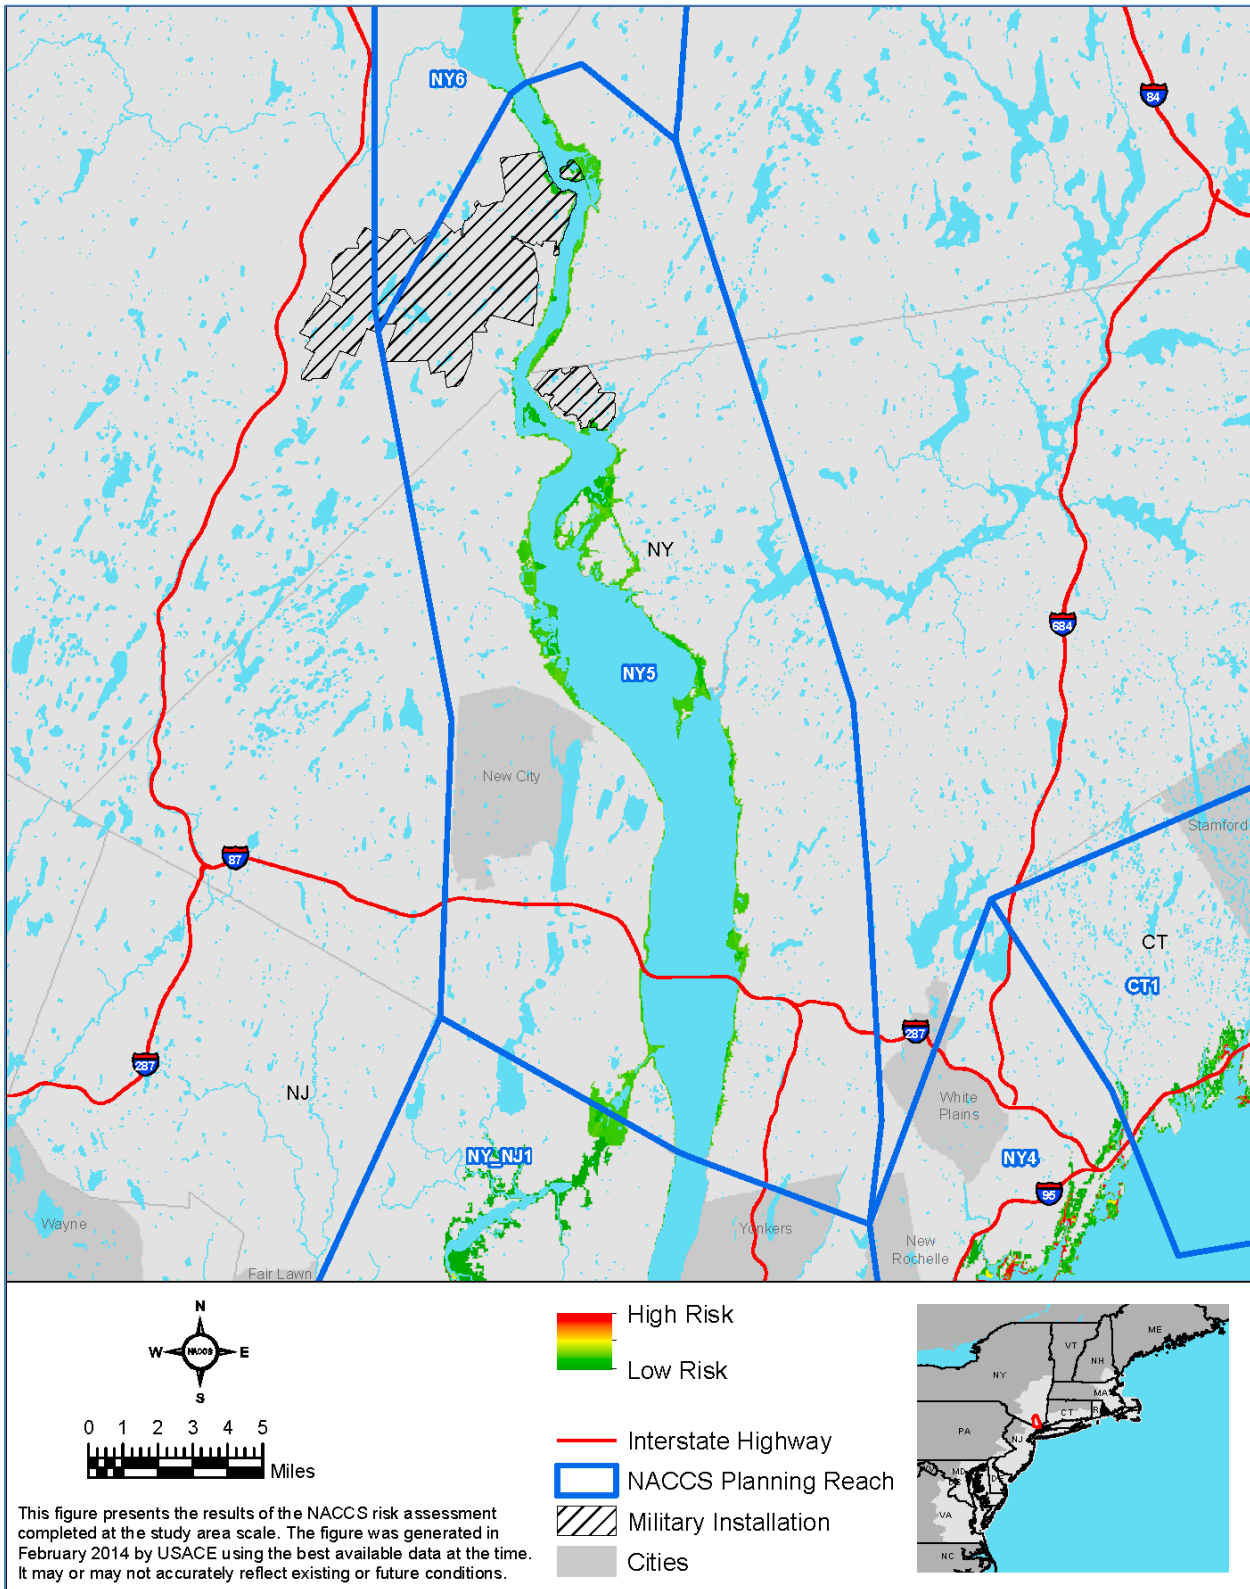 NY6
84
NY
684
NY5
New City
Stamford
87
CT
CT1
287
287
NJ
White
Plains
NY_NJ1
NY4
95
Wayne
Yonkers
New
Rochelle
Fair Lawn
N
W
NACCS
E
S
0 1 2 3 4 5
Miles
High Risk
Low Risk
Interstate Highway
NACCS Planning Reach
Military Installation
Cities
This figure presents the results of the NACCS risk assessment
completed at the study area scale. The figure was generated in
February 2014 by USACE using the best available data at the time.
It may or may not accurately reflect existing or future conditions.
ME
VT
NH
NY
MA
CT
PA
NJ
MD
VA
NC